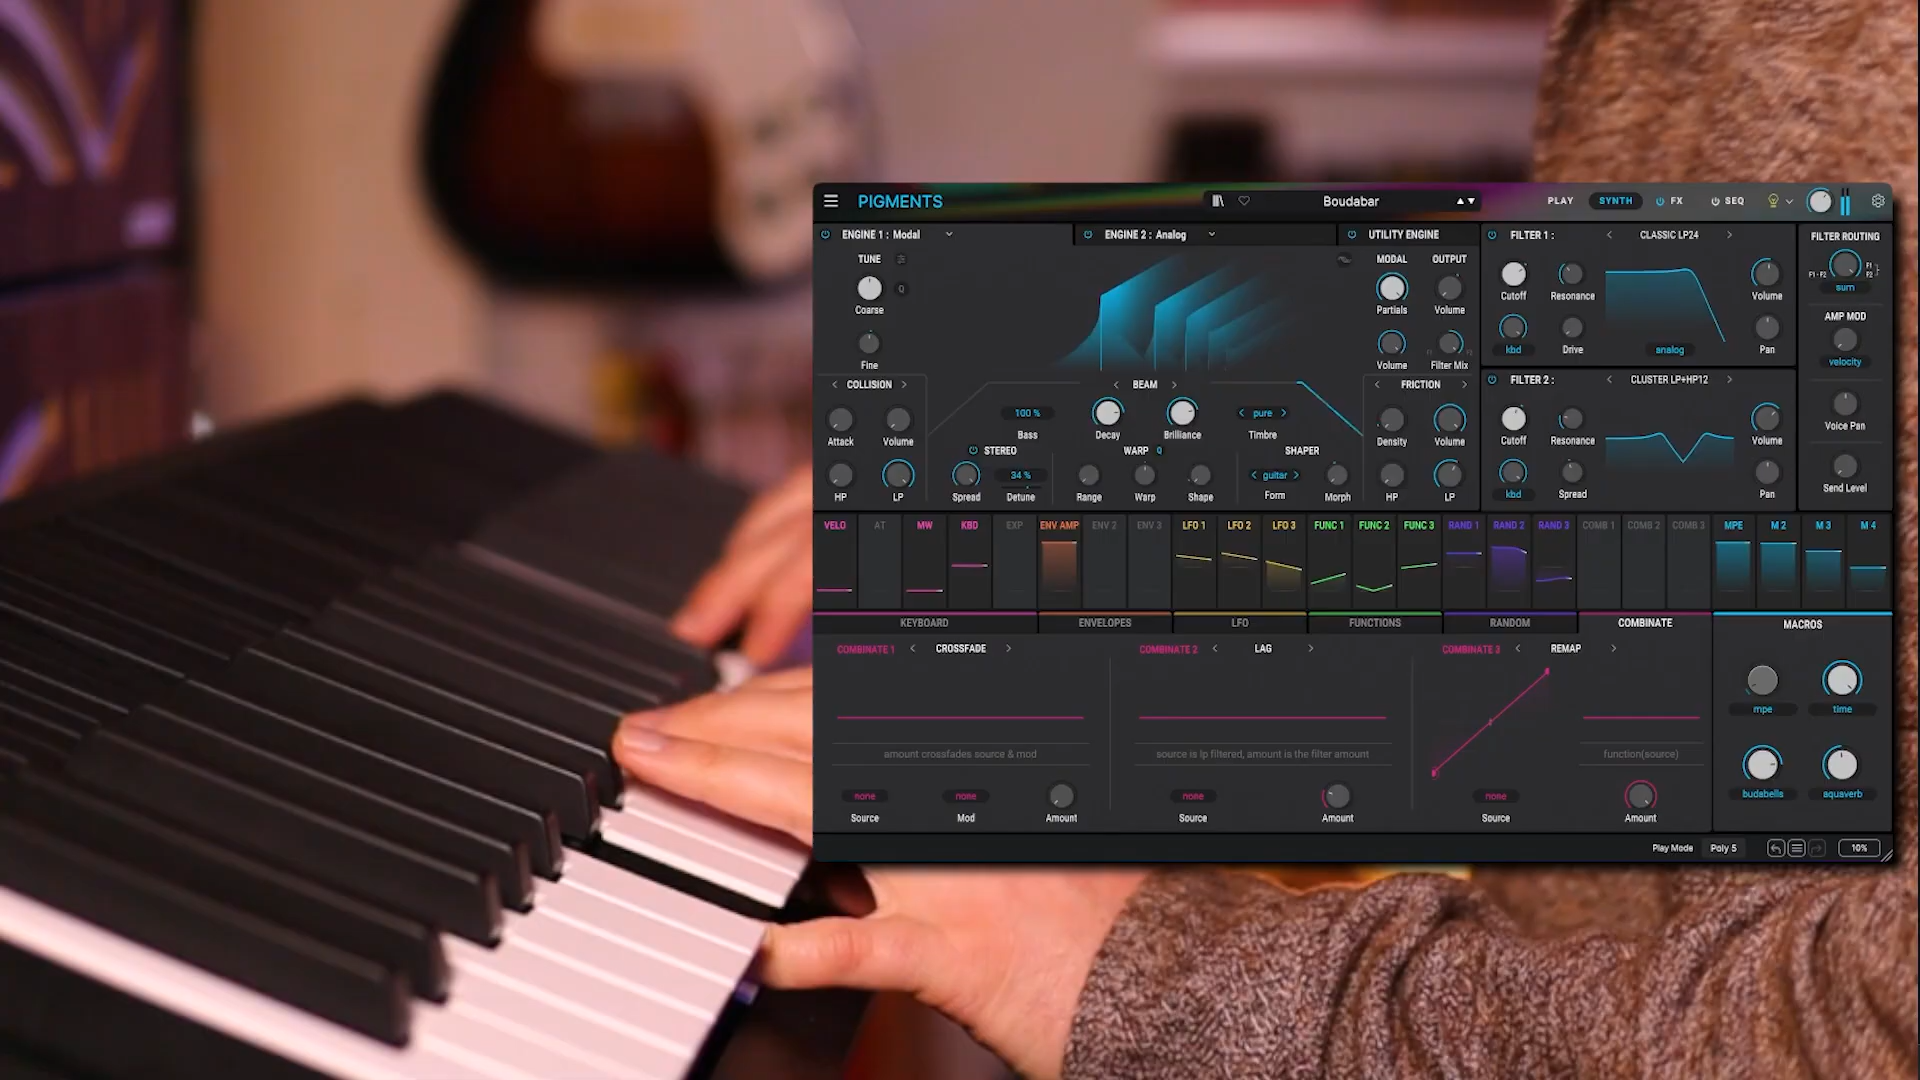 PIGMENTS
Boudabar
PLAY SYNTH FX SEQ
ENGINE 1 : Modal
ENGINE 2 : Analog
UTILITY ENGINE
TUNE
Q
Coarse
Fine
MODAL
Partials
Volume
OUTPUT
Volume
Filter Mix
COLLISION
Attack
Volume
HP
LP
BEAM
100 %
Bass
Decay
Brilliance
pure
Timbre
STEREO
Spread
34 %
Detune
WARP Q
Range
Warp
Shape
SHAPER
guitar
Form
Morph
FRICTION
Density
Volume
HP
LP
FILTER 1 :
CLASSIC LP24
Cutoff
Resonance
kbd
Drive
analog
Volume
Pan
FILTER 2 :
CLUSTER LP+HP12
Cutoff
Resonance
kbd
Spread
Volume
Pan
FILTER ROUTING
F1 - F2
F1
F2
sum
AMP MOD
velocity
Voice Pan
Send Level
VELO AT MW KBD EXP ENV AMP ENV 2 ENV 3 LFO 1 LFO 2 LFO 3 FUNC 1 FUNC 2 FUNC 3 RAND 1 RAND 2 RAND 3 COMB 1 COMB 2 COMB 3 MPE M 2 M 3 M 4
KEYBOARD ENVELOPES LFO FUNCTIONS RANDOM COMBINATE MACROS
COMBINATE 1 CROSSFADE
amount crossfades source & mod
none
Source
none
Mod
Amount
COMBINATE 2 LAG
source is lp filtered, amount is the filter amount
none
Source
Amount
COMBINATE 3 REMAP
function(source)
none
Source
Amount
mpe
time
budabells
aquaverb
Play Mode Poly 5
10%